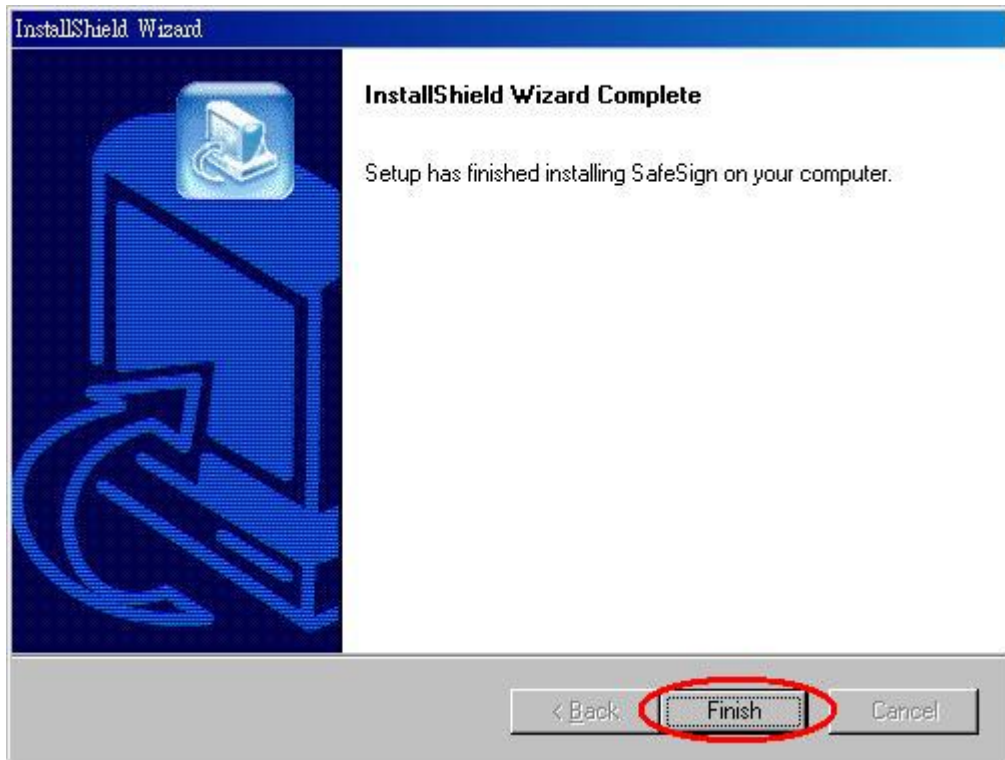 InstallShield Wizard
InstallShield Wizard Complete
Setup has finished installing SafeSign on your computer.
< Back Finish Cancel